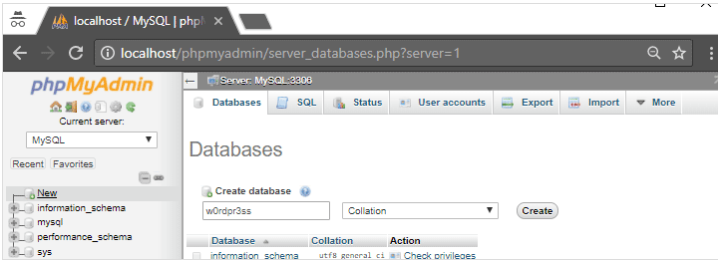 localhost / MySQL | php
localhost/phpmyadmin/server_databases.php?server=1
phpMyAdmin
Current server:
MySQL
Recent Favorites
New
information_schema
mysql
performance_schema
sys
Server: MySQL:3306
Databases SQL Status User accounts Export Import More
Databases
Create database
w0rdpr3ss Collation Create
Database Collation Action
information_schema utf8_general_ci Check privileges